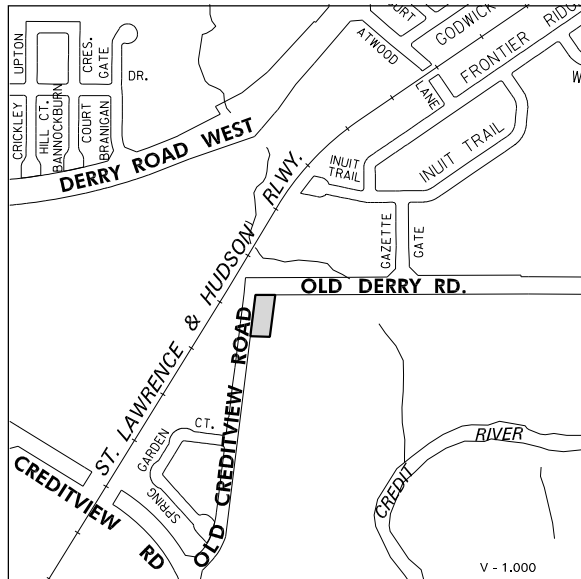 UPTON
CRES.
GATE
DR.
CRICKLEY
HILL CT.
BANNOCKBURN
COURT
BRANIGAN
DERRY ROAD WEST
COURT
ATWOOD
GODWICK
FRONTIER RIDG
LANE
W
INUIT
TRAIL
INUIT TRAIL
GAZETTE
GATE
ST. LAWRENCE & HUDSON RLWY.
OLD DERRY RD.
OLD CREDITVIEW ROAD
GARDEN
CT.
SPRING
CREDITVIEW RD
CREDIT RIVER
V - 1.000